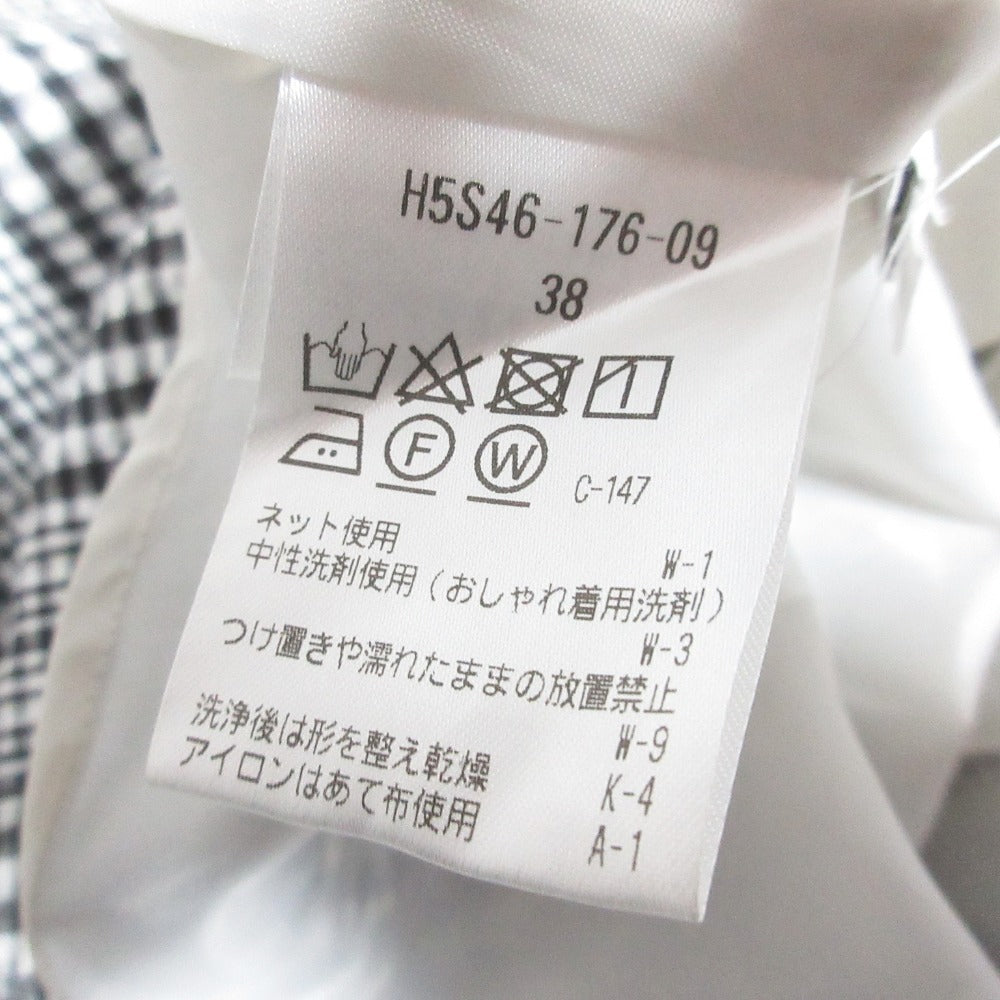 H5S46-176-09
38
F W C-147
ネット使用 W-1
中性洗剤使用(おしゃれ着用洗剤)
W-3
つけ置きや濡れたままの放置禁止
W-9
洗浄後は形を整え乾燥 K-4
アイロンはあて布使用 A-1